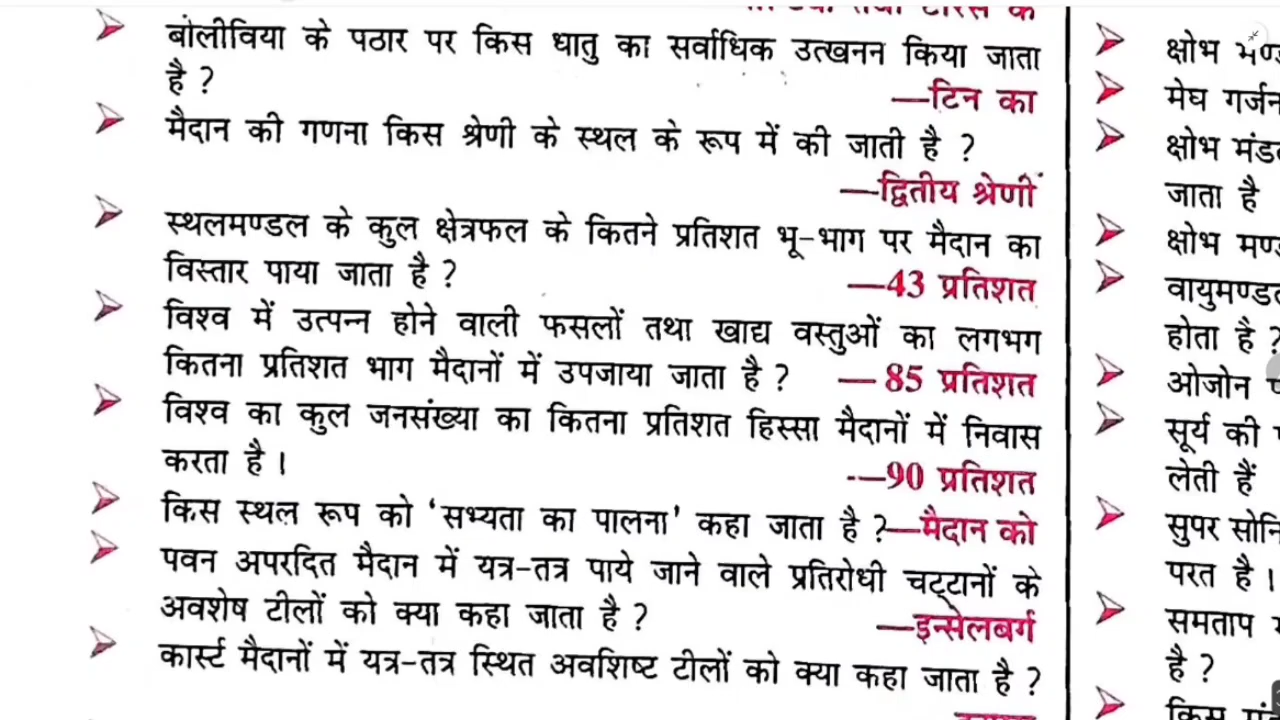 बोलीविया के पठार पर किस धातु का सर्वाधिक उत्खनन किया जाता
है ?
—टिन का
मैदान की गणना किस श्रेणी के स्थल के रूप में की जाती है ?
—द्वितीय श्रेणी
स्थलमण्डल के कुल क्षेत्रफल के कितने प्रतिशत भू-भाग पर मैदान का
विस्तार पाया जाता है ?
—43 प्रतिशत
विश्व में उत्पन्न होने वाली फसलों तथा खाद्य वस्तुओं का लगभग
कितना प्रतिशत भाग मैदानों में उपजाया जाता है ? — 85 प्रतिशत
विश्व का कुल जनसंख्या का कितना प्रतिशत हिस्सा मैदानों में निवास
करता है ।
—90 प्रतिशत
किस स्थल रूप को ‘सभ्यता का पालना’ कहा जाता है ?—मैदान को
पवन अपरदित मैदान में यत्र-तत्र पाये जाने वाले प्रतिरोधी चट्टानों के
अवशेष टीलों को क्या कहा जाता है ?
—इन्सेलबर्ग
कार्स्ट मैदानों में यत्र-तत्र स्थित अवशिष्ट टीलों को क्या कहा जाता है ?
क्षोभ
मेघ गर्जन
क्षोभ
जाता है
क्षोभ
होता है ?
ओजोन
सूर्य की
लेती हैं
सुपर
परत है ।
समताप
है ?
किस